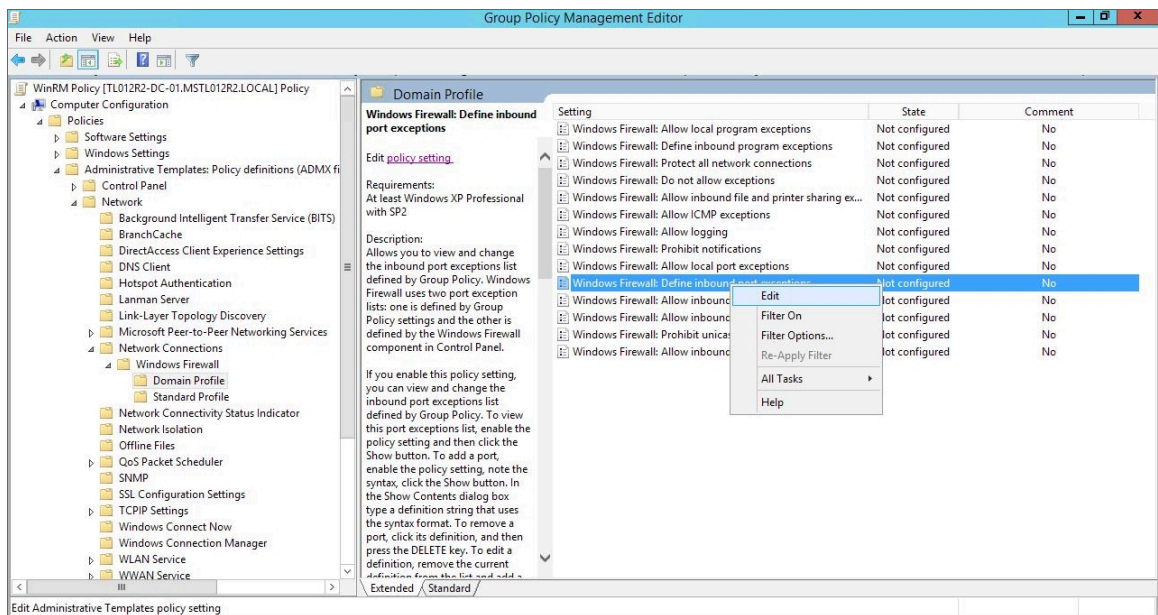 Group Policy Management Editor
File Action View Help
WinRM Policy [TL012R2-DC-01.MSTL012R2.LOCAL] Policy
Computer Configuration
Policies
Software Settings
Windows Settings
Administrative Templates: Policy definitions (ADMX fi
Control Panel
Network
Background Intelligent Transfer Service (BITS)
BranchCache
DirectAccess Client Experience Settings
DNS Client
Hotspot Authentication
Lanman Server
Link-Layer Topology Discovery
Microsoft Peer-to-Peer Networking Services
Network Connections
Windows Firewall
Domain Profile
Standard Profile
Network Connectivity Status Indicator
Network Isolation
Offline Files
QoS Packet Scheduler
SNMP
SSL Configuration Settings
TCPIP Settings
Windows Connect Now
Windows Connection Manager
WLAN Service
WWAN Service
Domain Profile
Windows Firewall: Define inbound
port exceptions
Edit policy setting
Requirements:
At least Windows XP Professional
with SP2
Description:
Allows you to view and change
the inbound port exceptions list
defined by Group Policy. Windows
Firewall uses two port exception
lists: one is defined by Group
Policy settings and the other is
defined by the Windows Firewall
component in Control Panel.
If you enable this policy setting,
you can view and change the
inbound port exceptions list
defined by Group Policy. To view
this port exceptions list, enable the
policy setting and then click the
Show button. To add a port,
enable the policy setting, note the
syntax, click the Show button. In
the Show Contents dialog box
type a definition string that uses
the syntax format. To remove a
port, click its definition, and then
press the DELETE key. To edit a
definition, remove the current
definition from the list and add a
Setting State Comment
Windows Firewall: Allow local program exceptions Not configured No
Windows Firewall: Define inbound program exceptions Not configured No
Windows Firewall: Protect all network connections Not configured No
Windows Firewall: Do not allow exceptions Not configured No
Windows Firewall: Allow inbound file and printer sharing ex... Not configured No
Windows Firewall: Allow ICMP exceptions Not configured No
Windows Firewall: Allow logging Not configured No
Windows Firewall: Prohibit notifications Not configured No
Windows Firewall: Allow local port exceptions Not configured No
Windows Firewall: Define inbound port exceptions Not configured No
Windows Firewall: Allow inbound Not configured No
Windows Firewall: Allow inbound Not configured No
Windows Firewall: Prohibit unicas Not configured No
Windows Firewall: Allow inbound Not configured No
Edit
Filter On
Filter Options...
Re-Apply Filter
All Tasks
Help
Extended Standard
Edit Administrative Templates policy setting